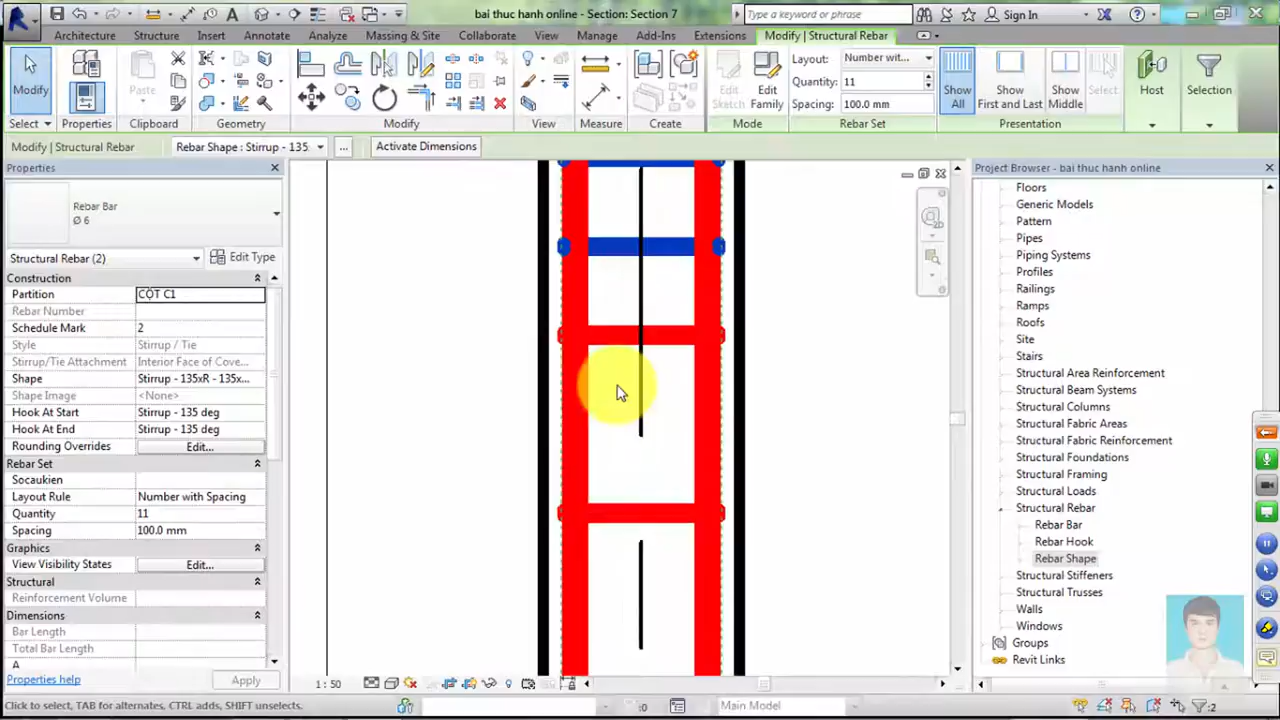 bai thuc hanh online - Section: Section 7
Type a keyword or phrase
Sign In
Architecture Structure Insert Annotate Analyze Massing & Site Collaborate View Manage Add-Ins Extensions Modify | Structural Rebar
Modify
Properties
Paste
Edit Sketch
Edit Family
Layout: Number wit...
Quantity: 11
Spacing: 100.0 mm
Show All
Show First and Last
Show Middle
Select
Host
Selection
Select Properties Clipboard Geometry Modify View Measure Create Mode Rebar Set Presentation
Modify | Structural Rebar
Rebar Shape : Stirrup - 135
...
Activate Dimensions
Properties
Rebar Bar
Ø 6
Structural Rebar (2)
Edit Type
Construction
Partition CỘT C1
Rebar Number
Schedule Mark 2
Style Stirrup / Tie
Stirrup/Tie Attachment Interior Face of Cove...
Shape Stirrup - 135xR - 135x...
Shape Image <None>
Hook At Start Stirrup - 135 deg
Hook At End Stirrup - 135 deg
Rounding Overrides Edit...
Rebar Set
Socaukien
Layout Rule Number with Spacing
Quantity 11
Spacing 100.0 mm
Graphics
View Visibility States Edit...
Structural
Reinforcement Volume
Dimensions
Bar Length
Total Bar Length
A
Properties help
Apply
Project Browser - bai thuc hanh online
Floors
Generic Models
Pattern
Pipes
Piping Systems
Profiles
Railings
Ramps
Roofs
Site
Stairs
Structural Area Reinforcement
Structural Beam Systems
Structural Columns
Structural Fabric Areas
Structural Fabric Reinforcement
Structural Foundations
Structural Framing
Structural Loads
Structural Rebar
Rebar Bar
Rebar Hook
Rebar Shape
Structural Stiffeners
Structural Trusses
Walls
Windows
Groups
Revit Links
1 : 50
Click to select, TAB for alternates, CTRL adds, SHIFT unselects.
:0
Main Model
:2